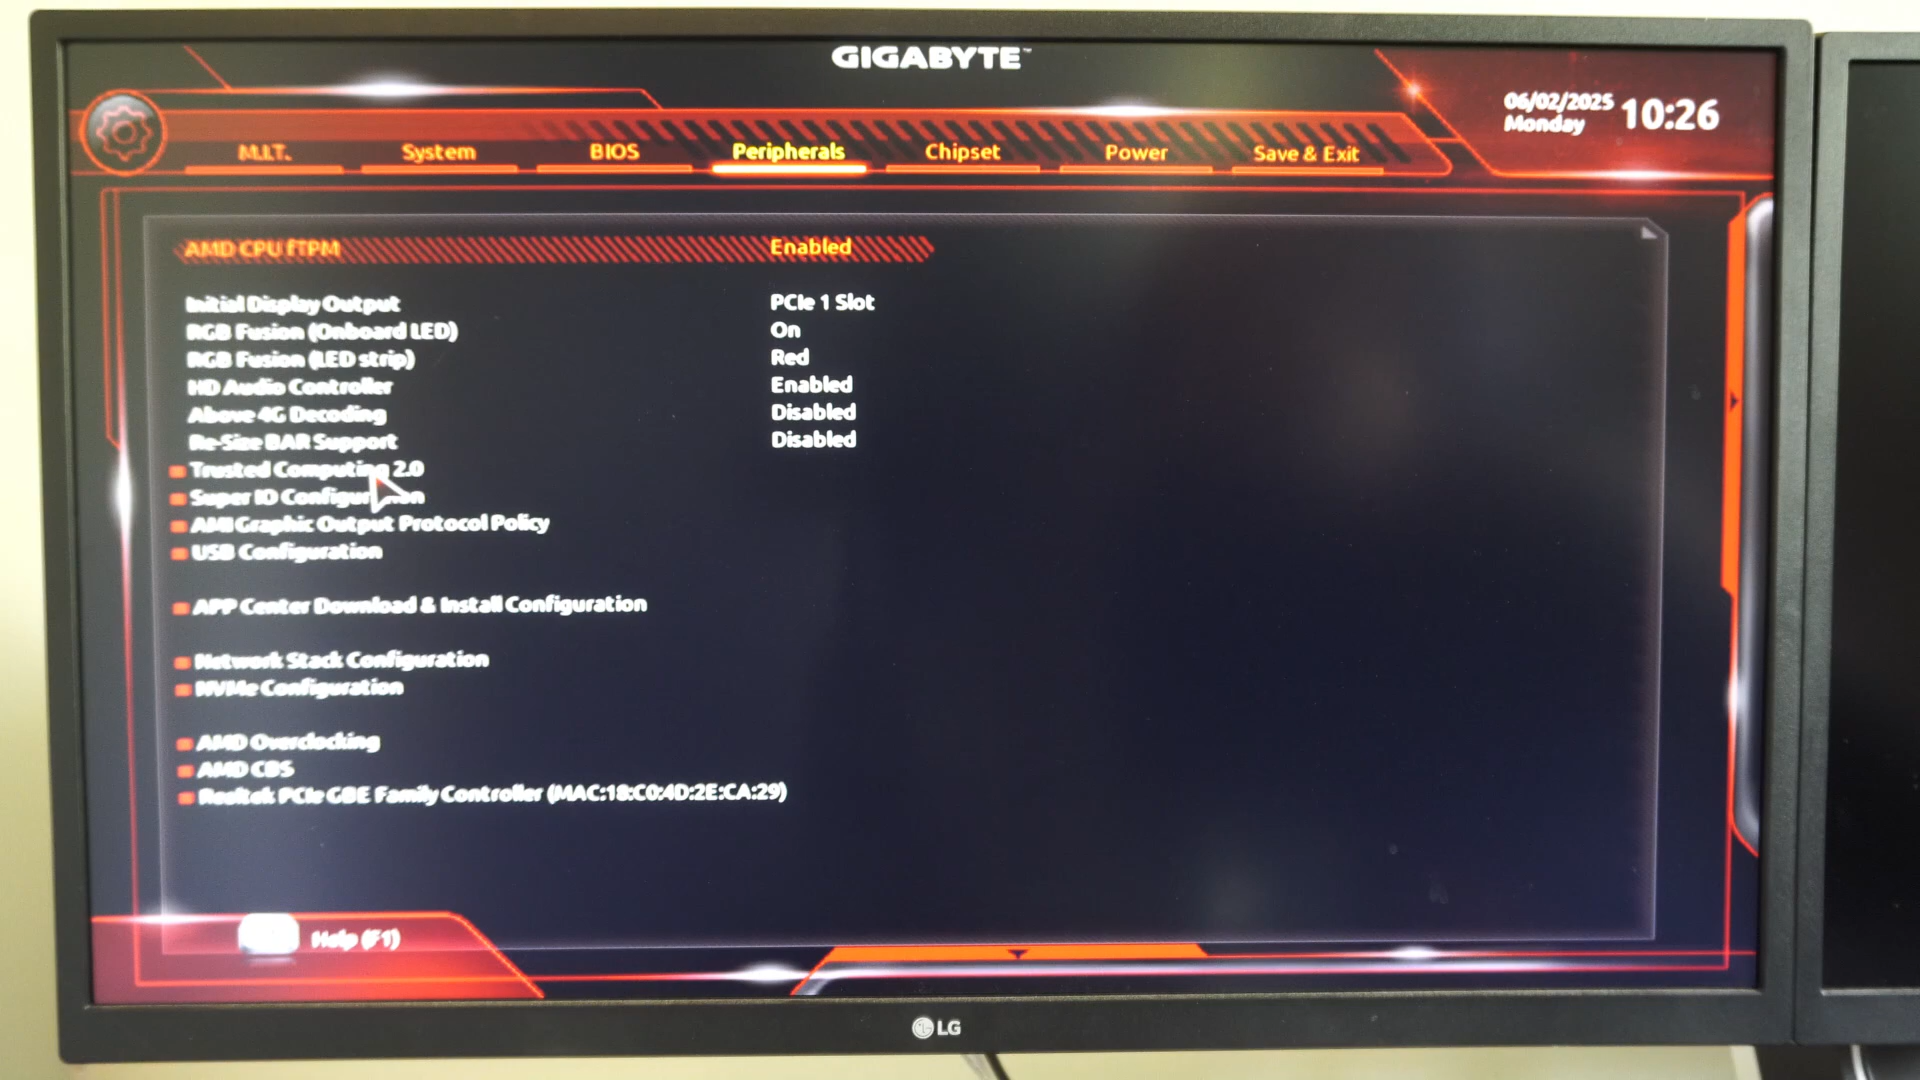 GIGABYTE™
06/02/2025
Monday
10:26
M.I.T. System BIOS Peripherals Chipset Power Save & Exit
AMD CPU fTPM Enabled
Initial Display Output PCIe 1 Slot
RGB Fusion (Onboard LED) On
RGB Fusion (LED strip) Red
HD Audio Controller Enabled
Above 4G Decoding Disabled
Re-Size BAR Support Disabled
Trusted Computing 2.0
Super IO Configuration
AMI Graphic Output Protocol Policy
USB Configuration
APP Center Download & Install Configuration
Network Stack Configuration
NVMe Configuration
AMD Overclocking
AMD CBS
Realtek PCIe GBE Family Controller (MAC:18:C0:4D:2E:CA:29)
Help (F1)
LG